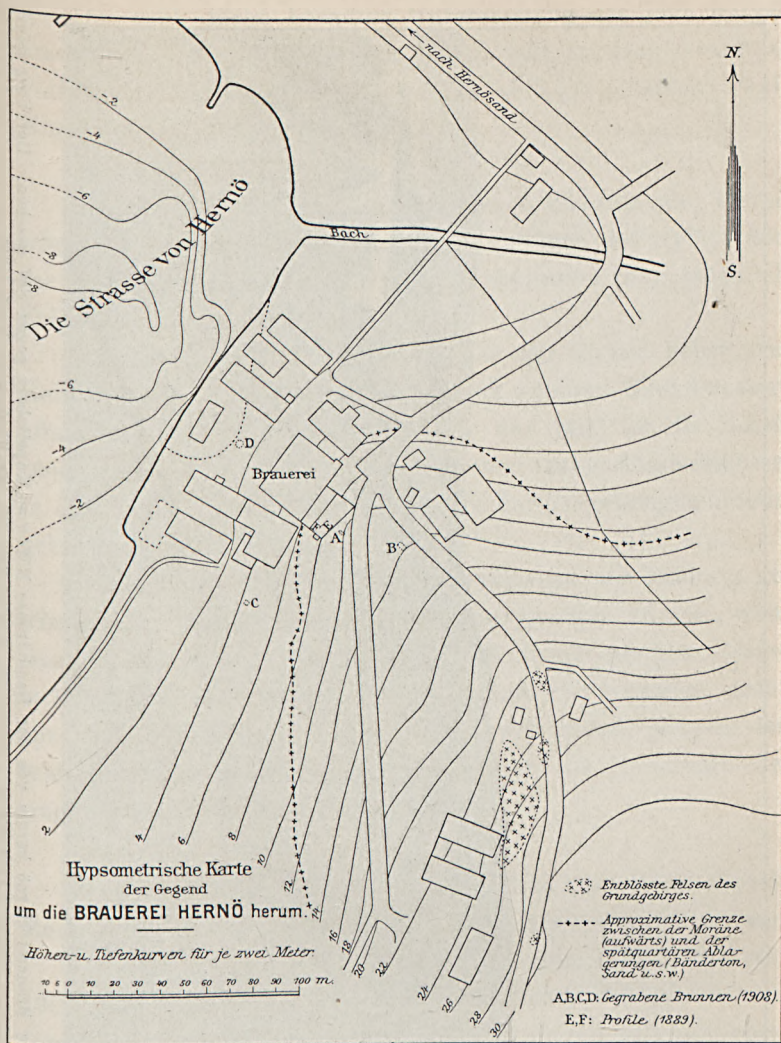 N.
← nach Hernösand
S.
-2
-4
-6
-8
-8
-6
-4
-2
Die Strasse von Hernö
Bach
D
Brauerei
F E
A
B
C
2
4
6
8
10
12
14
16
18
20
22
24
26
28
30
Hypsometrische Karte
der Gegend
um die BRAUEREI HERNÖ herum.
Höhen- u. Tiefenkurven für je zwei Meter.
10 5 0 10 20 30 40 50 60 70 80 90 100 m.
Entblösste Felsen des
Grundgebirges.
Approximative Grenze
zwischen der Moräne
(aufwärts) und der
spätquartären Abla-
gerungen (Bänderton,
Sand u.s.w.)
A,B,C,D: Gegrabene Brunnen (1908).
E,F: Profile (1889).